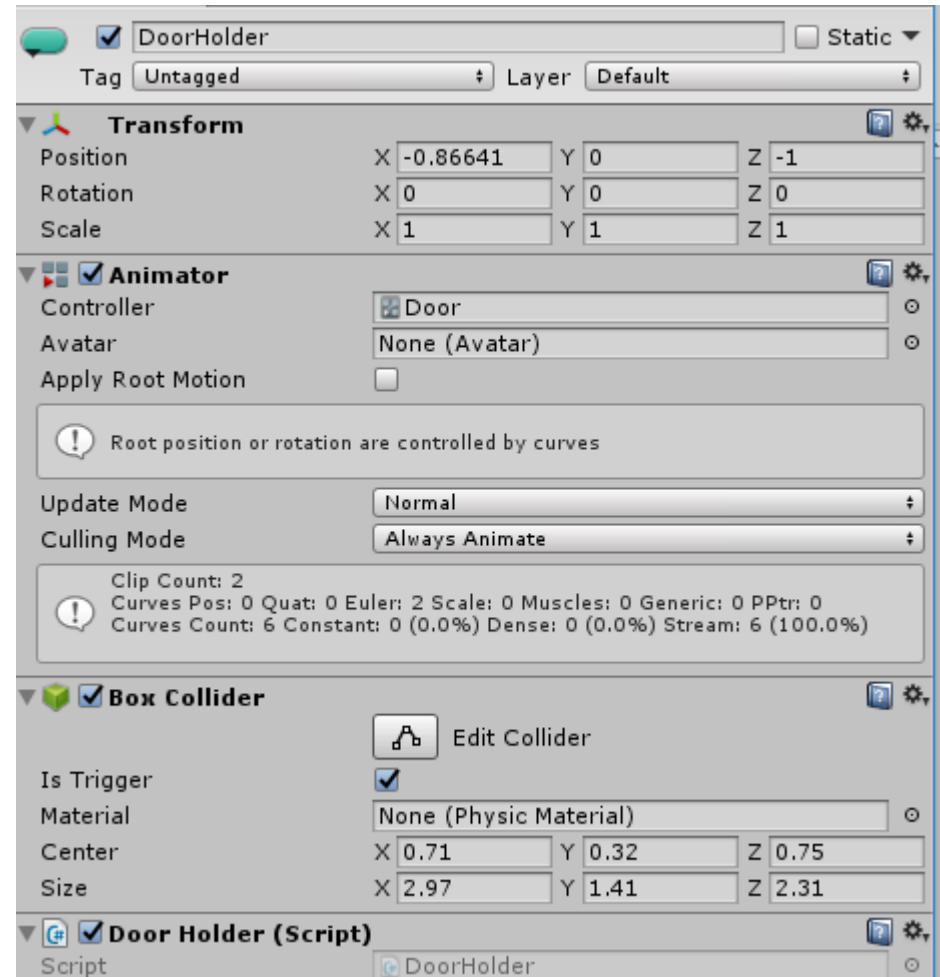 DoorHolder Static
Tag Untagged Layer Default
Transform
Position X -0.86641 Y 0 Z -1
Rotation X 0 Y 0 Z 0
Scale X 1 Y 1 Z 1
Animator
Controller Door
Avatar None (Avatar)
Apply Root Motion
Root position or rotation are controlled by curves
Update Mode Normal
Culling Mode Always Animate
Clip Count: 2
Curves Pos: 0 Quat: 0 Euler: 2 Scale: 0 Muscles: 0 Generic: 0 PPtr: 0
Curves Count: 6 Constant: 0 (0.0%) Dense: 0 (0.0%) Stream: 6 (100.0%)
Box Collider
Edit Collider
Is Trigger
Material None (Physic Material)
Center X 0.71 Y 0.32 Z 0.75
Size X 2.97 Y 1.41 Z 2.31
Door Holder (Script)
Script DoorHolder